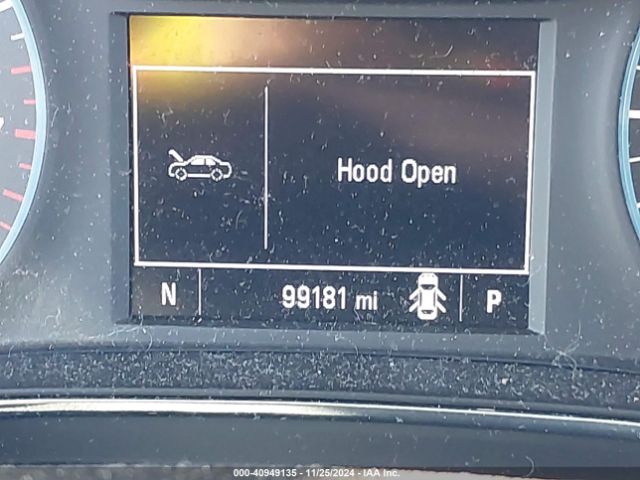 Hood Open
N 99181 mi P
000-40949135 - 11/25/2024 - IAA Inc.